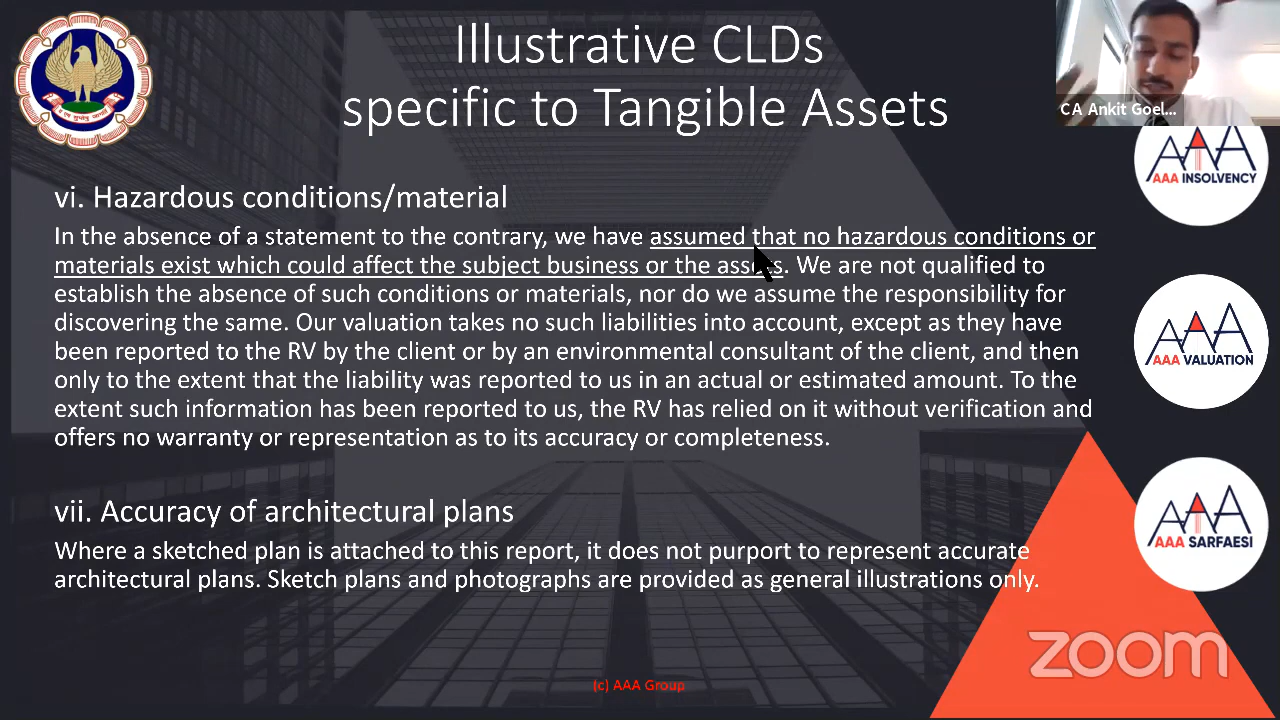 Illustrative CLDs
specific to Tangible Assets
CA Ankit Goel...
vi. Hazardous conditions/material
In the absence of a statement to the contrary, we have assumed that no hazardous conditions or
materials exist which could affect the subject business or the assets. We are not qualified to
establish the absence of such conditions or materials, nor do we assume the responsibility for
discovering the same. Our valuation takes no such liabilities into account, except as they have
been reported to the RV by the client or by an environmental consultant of the client, and then
only to the extent that the liability was reported to us in an actual or estimated amount. To the
extent such information has been reported to us, the RV has relied on it without verification and
offers no warranty or representation as to its accuracy or completeness.
vii. Accuracy of architectural plans
Where a sketched plan is attached to this report, it does not purport to represent accurate
architectural plans. Sketch plans and photographs are provided as general illustrations only.
AAA
AAA INSOLVENCY
AAA
AAA VALUATION
AAA
AAA SARFAESI
zoom
(c) AAA Group